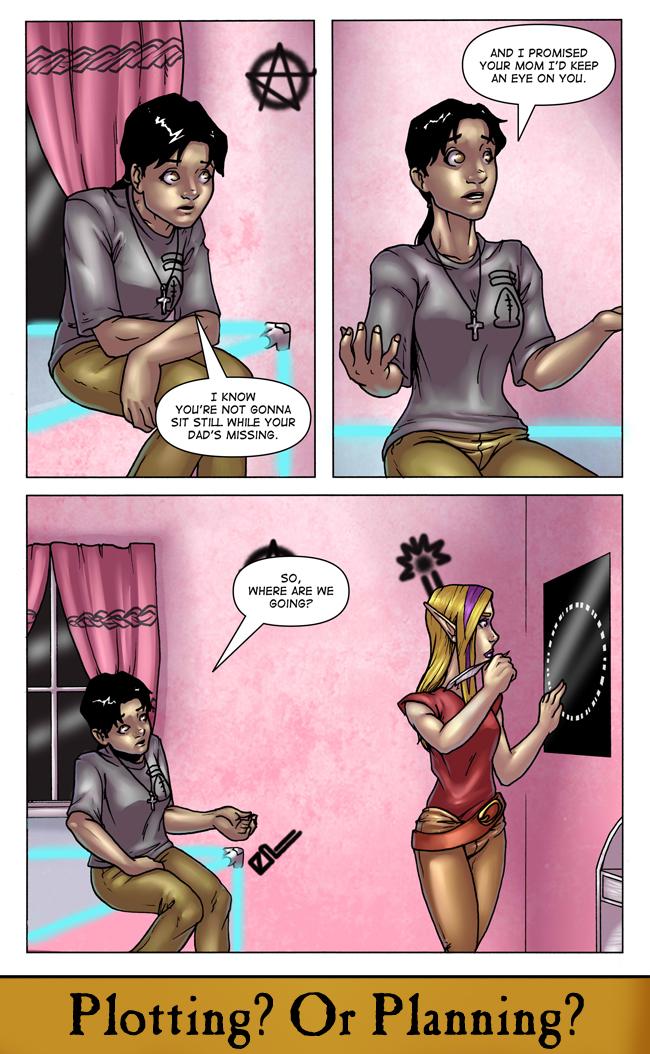 I KNOW
YOU'RE NOT GONNA
SIT STILL WHILE YOUR
DAD'S MISSING.
AND I PROMISED
YOUR MOM I'D KEEP
AN EYE ON YOU.
SO,
WHERE ARE WE
GOING?
Plotting? Or Planning?